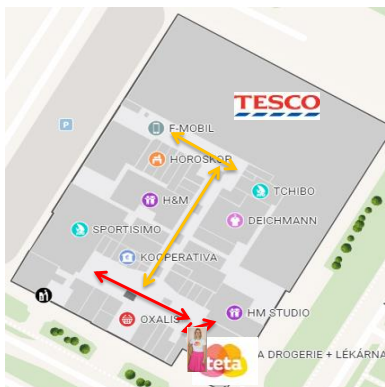 TESCO
F-MOBIL
HOROSKOP
P
TCHIBO
H&M
DEICHMANN
SPORTISIMO
KOOPERATIVA
OXALIS
HM STUDIO
teta
A DROGERIE + LÉKÁRNA